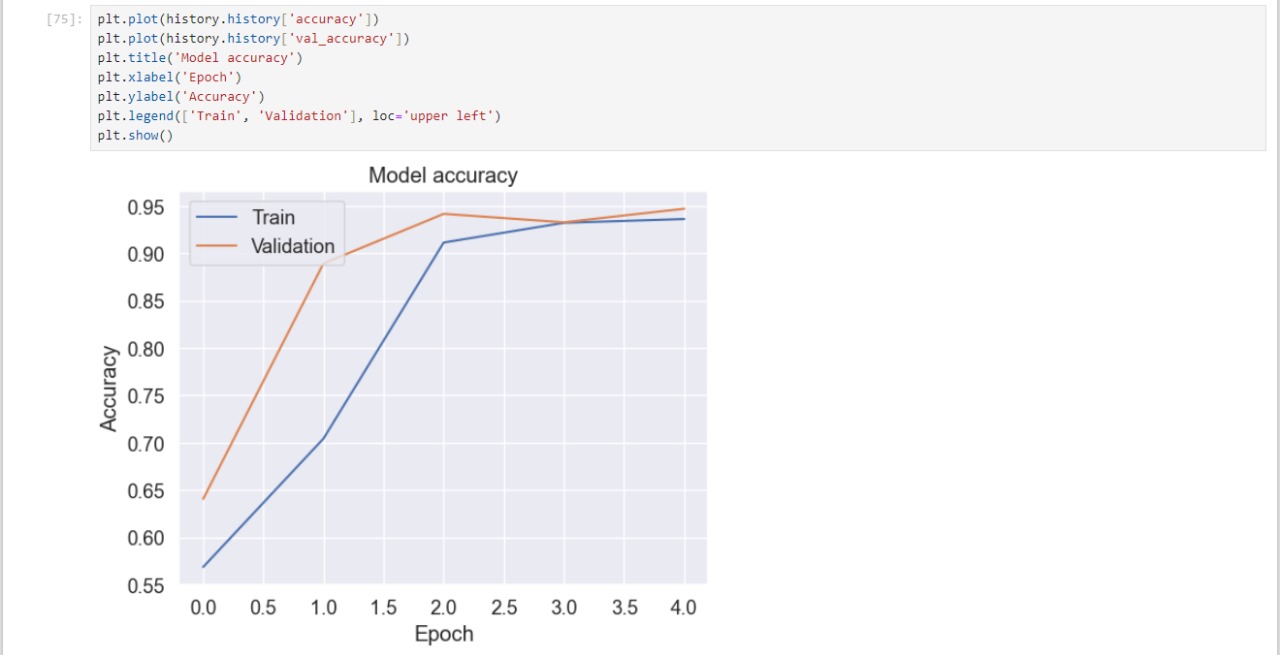 [75]:
plt.plot(history.history['accuracy'])
plt.plot(history.history['val_accuracy'])
plt.title('Model accuracy')
plt.xlabel('Epoch')
plt.ylabel('Accuracy')
plt.legend(['Train', 'Validation'], loc='upper left')
plt.show()
Model accuracy
Train
Validation
0.95
0.90
0.85
0.80
0.75
0.70
0.65
0.60
0.55
Accuracy
0.0 0.5 1.0 1.5 2.0 2.5 3.0 3.5 4.0
Epoch